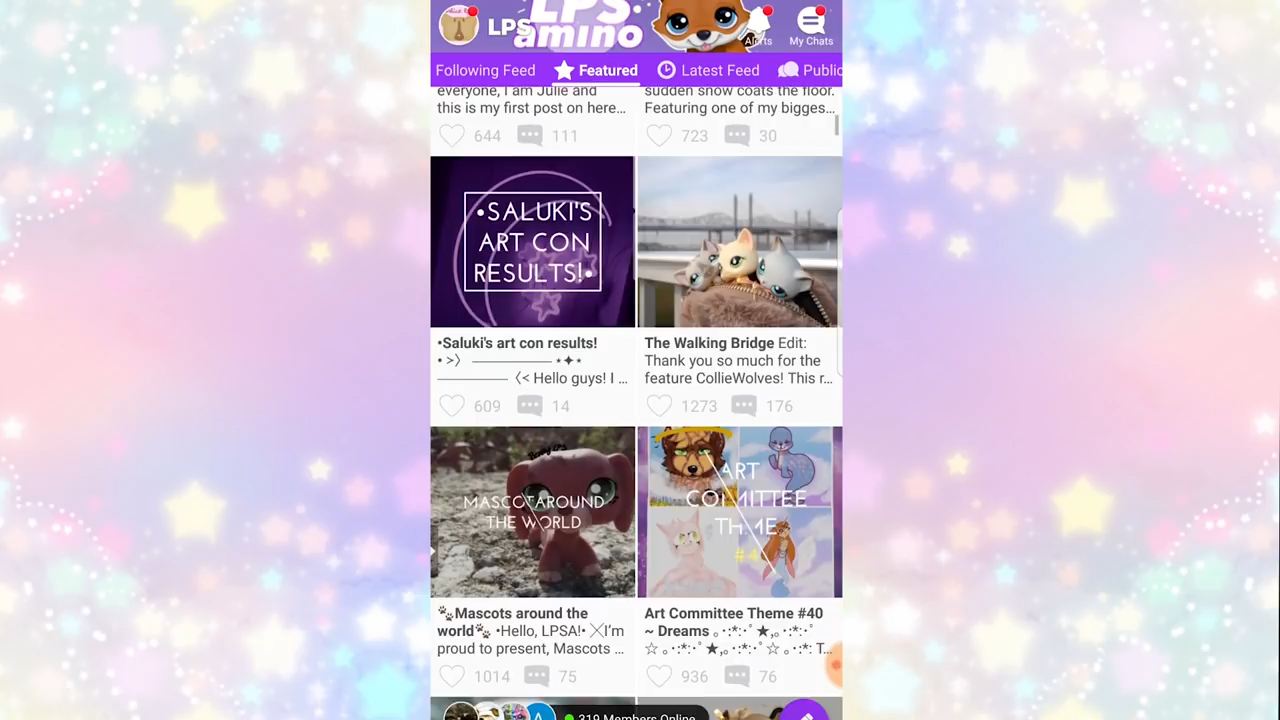 LPS
LPS
amino
Alerts
My Chats
Following Feed
Featured
Latest Feed
Public
everyone, I am Julie and
this is my first post on here...
644
111
sudden snow coats the floor.
Featuring one of my bigges...
723
30
•SALUKI'S
ART CON
RESULTS!•
•Saluki's art con results!
• >〉 ———————— ⋆✦⋆
——————— 〈< Hello guys! I ...
609
14
The Walking Bridge Edit:
Thank you so much for the
feature CollieWolves! This r...
1273
176
MASCOT AROUND
THE WORLD
🐾Mascots around the
world🐾 •Hello, LPSA!• ╳I'm
proud to present, Mascots ...
1014
75
ART
COMMITTEE
THEME
Art Committee Theme #40
~ Dreams ｡･:*:･ﾟ★,｡･:*:･ﾟ
☆ ｡･:*:･ﾟ★,｡･:*:･ﾟ☆ ｡･:*: T...
936
76
319 Members Online